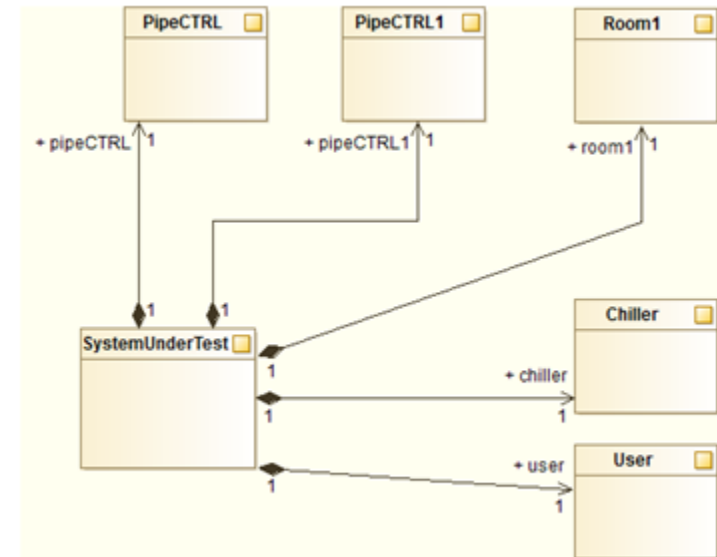 PipeCTRL
PipeCTRL1
Room1
+ pipeCTRL 1
+ pipeCTRL1 1
+ room1 1
1
1
SystemUnderTest
Chiller
1
+ chiller
1
1
User
+ user
1
1